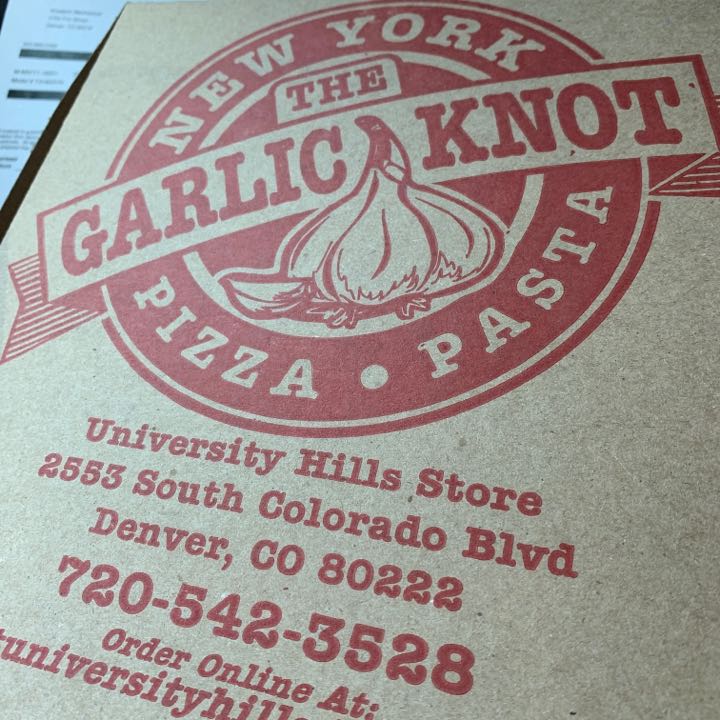 NEW YORK
THE
GARLIC KNOT
PIZZA • PASTA
University Hills Store
2553 South Colorado Blvd
Denver, CO 80222
720-542-3528
Order Online At: